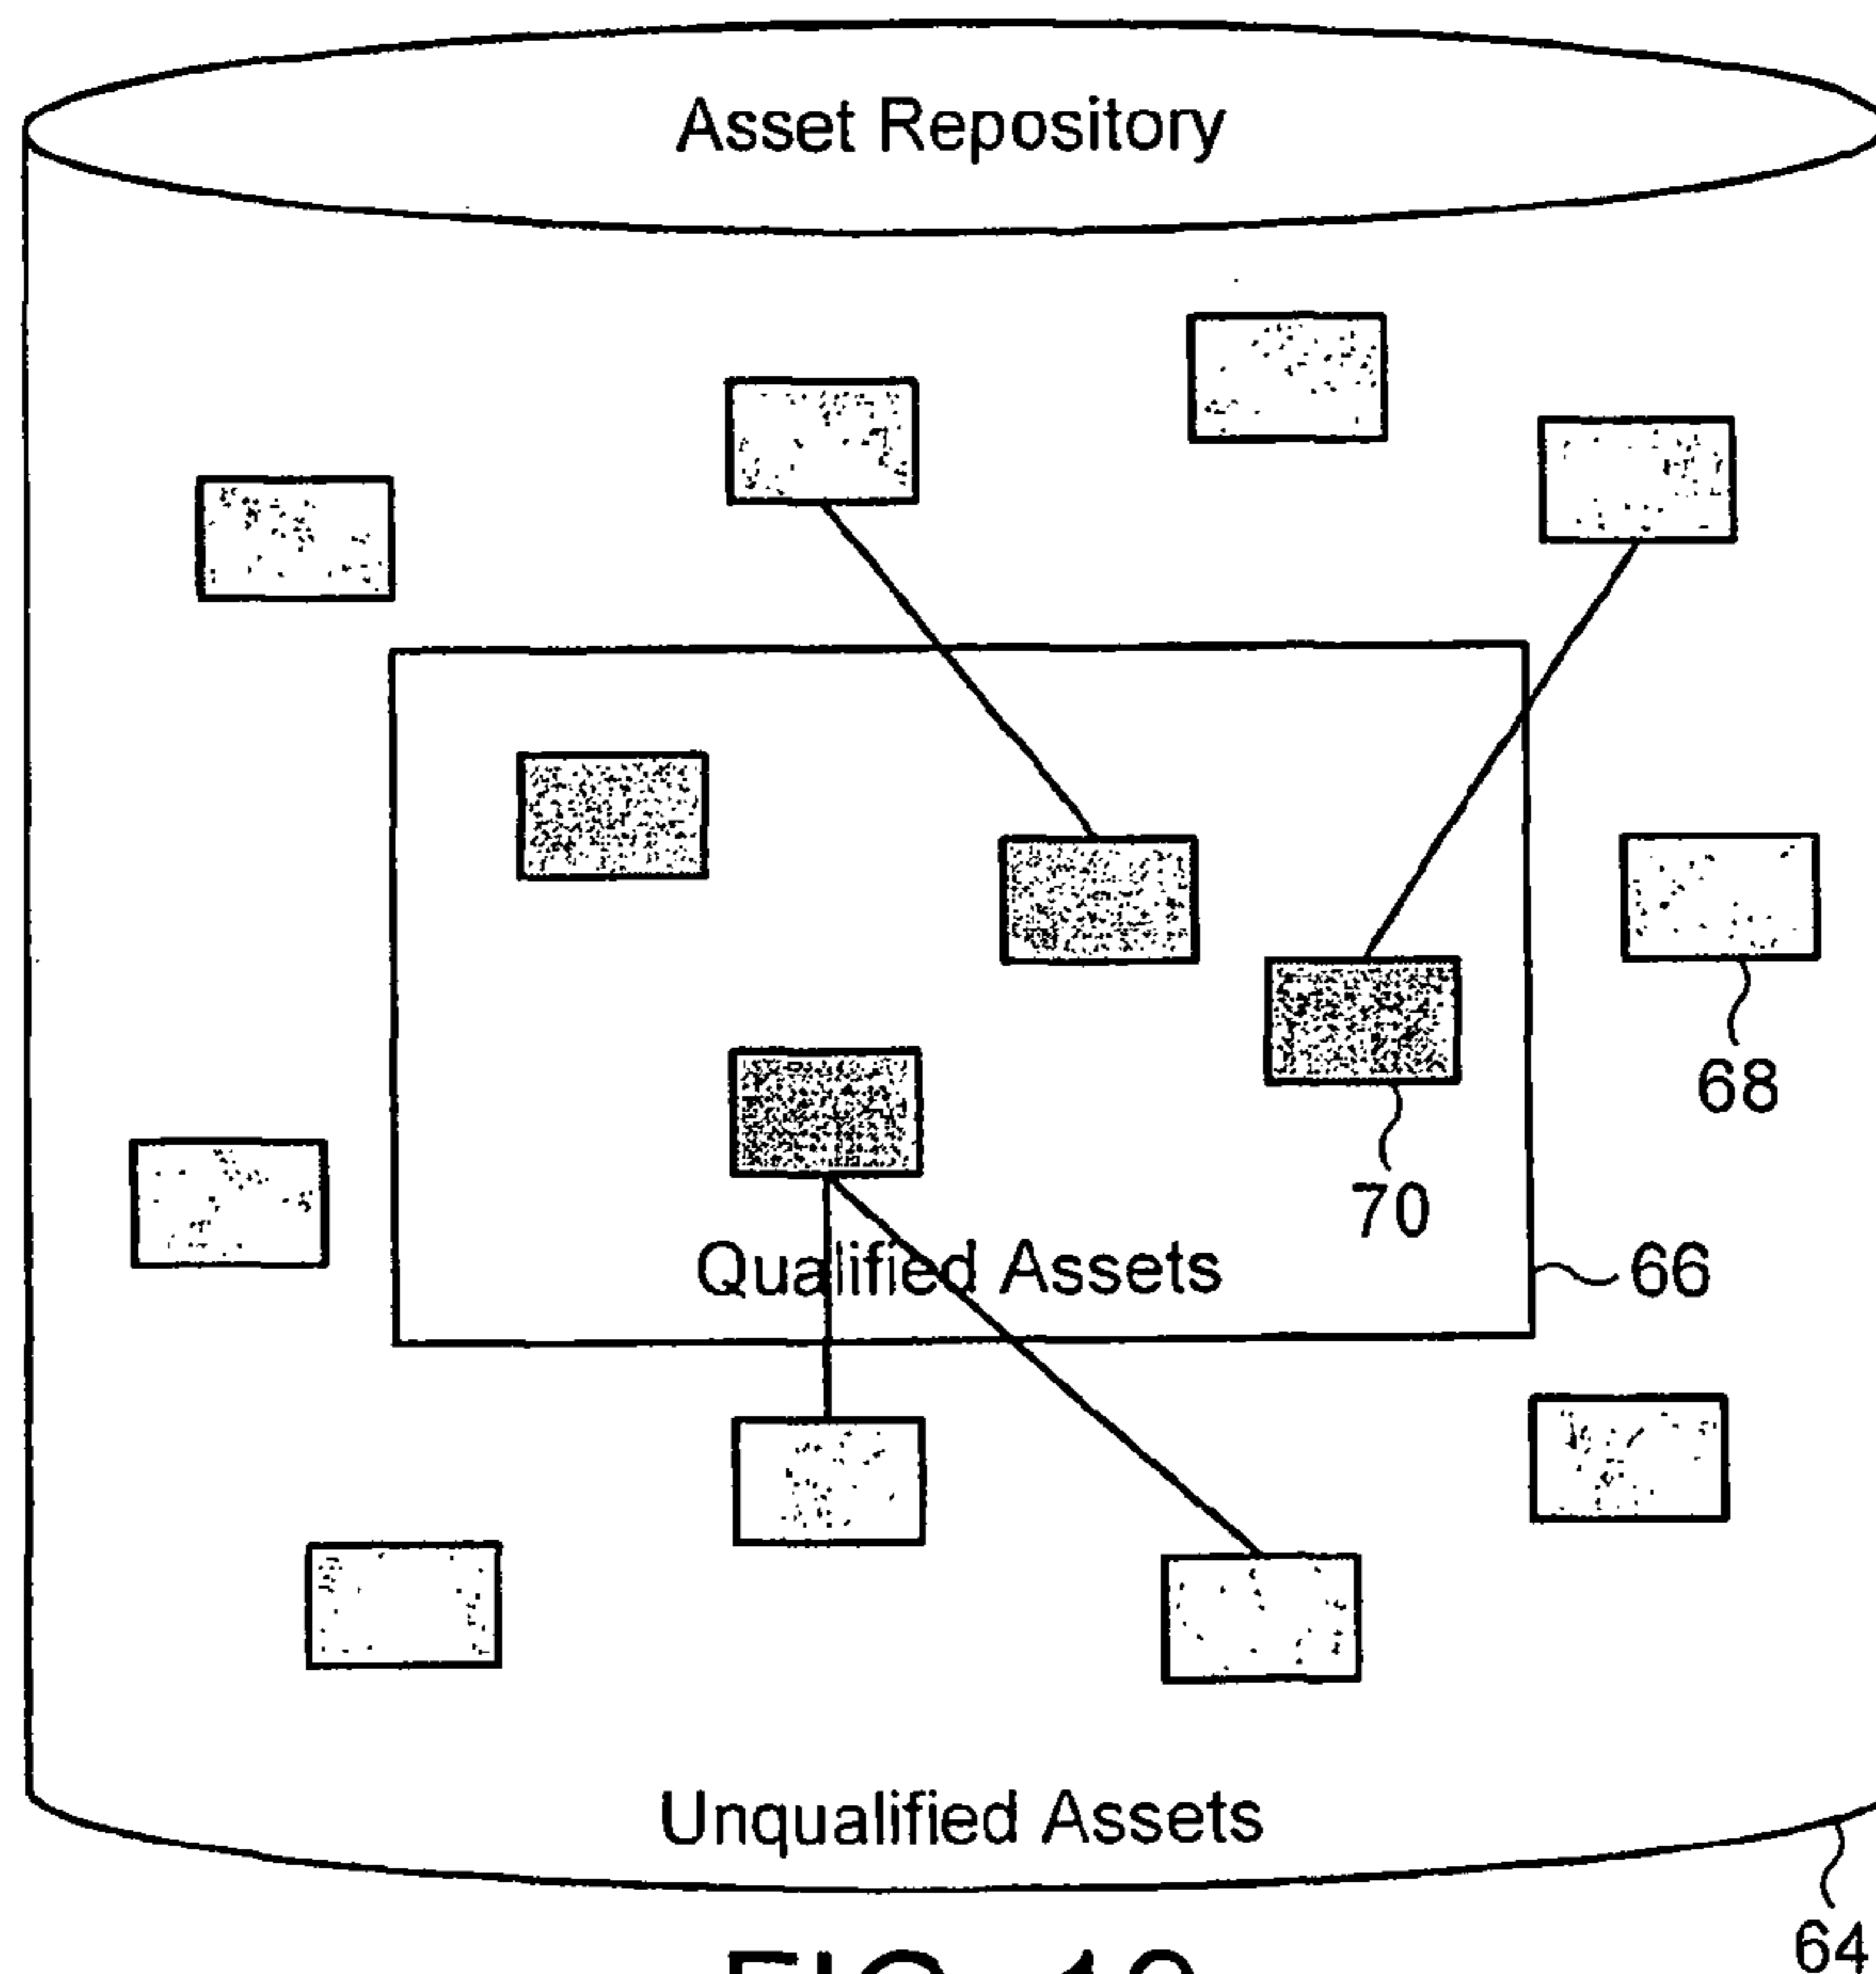 Asset Repository
68
70
Qualified Assets
66
Unqualified Assets
64